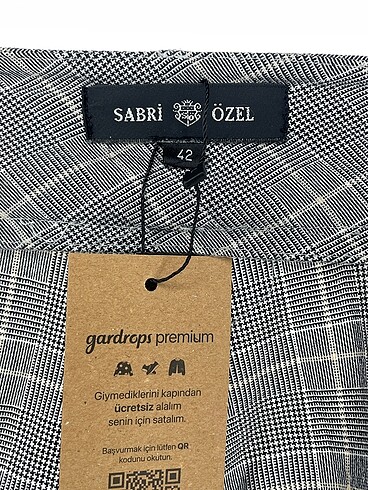 SABRİ ÖZEL
42
gardrops premium
Giymediklerini kapından
ücretsiz alalım
senin için satalım.
Başvurmak için lütfen QR
kodunu okutun.